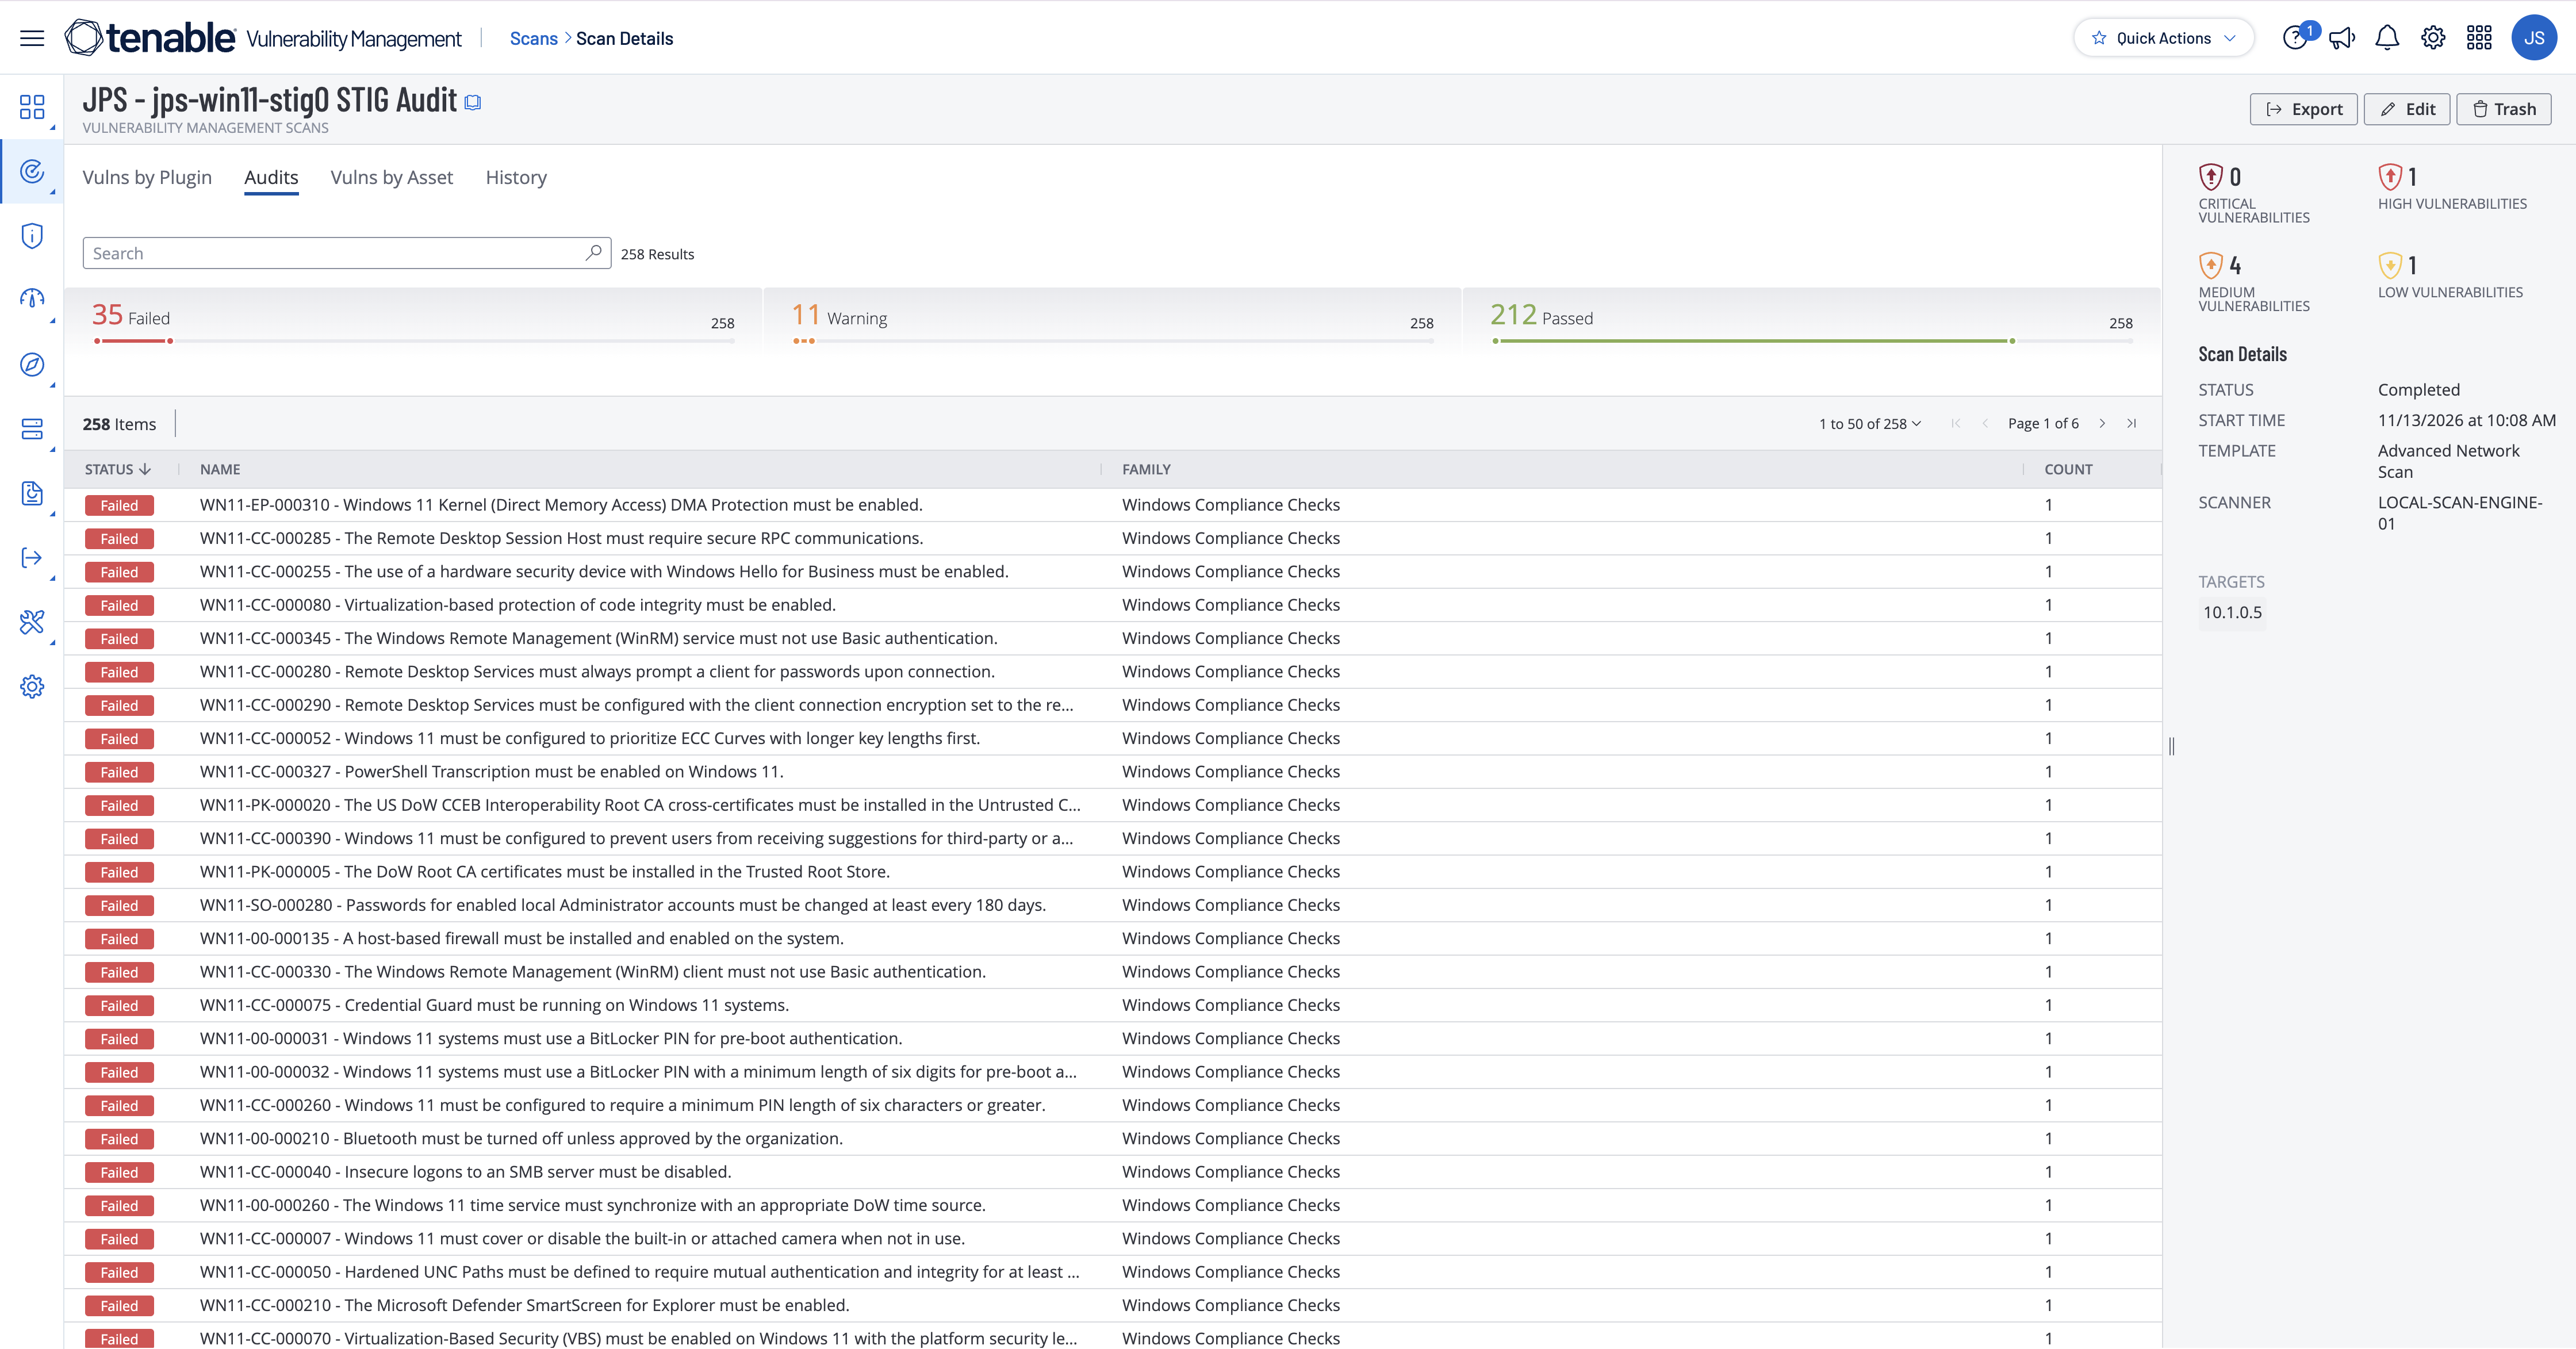 tenable Vulnerability Management Scans > Scan Details Quick Actions 1 JS
JPS - jps-win11-stig0 STIG Audit
VULNERABILITY MANAGEMENT SCANS
Export Edit Trash
Vulns by Plugin Audits Vulns by Asset History
Search 258 Results
35 Failed 258
11 Warning 258
212 Passed 258
258 Items 1 to 50 of 258 Page 1 of 6
STATUS NAME FAMILY COUNT
Failed WN11-EP-000310 - Windows 11 Kernel (Direct Memory Access) DMA Protection must be enabled. Windows Compliance Checks 1
Failed WN11-CC-000285 - The Remote Desktop Session Host must require secure RPC communications. Windows Compliance Checks 1
Failed WN11-CC-000255 - The use of a hardware security device with Windows Hello for Business must be enabled. Windows Compliance Checks 1
Failed WN11-CC-000080 - Virtualization-based protection of code integrity must be enabled. Windows Compliance Checks 1
Failed WN11-CC-000345 - The Windows Remote Management (WinRM) service must not use Basic authentication. Windows Compliance Checks 1
Failed WN11-CC-000280 - Remote Desktop Services must always prompt a client for passwords upon connection. Windows Compliance Checks 1
Failed WN11-CC-000290 - Remote Desktop Services must be configured with the client connection encryption set to the re... Windows Compliance Checks 1
Failed WN11-CC-000052 - Windows 11 must be configured to prioritize ECC Curves with longer key lengths first. Windows Compliance Checks 1
Failed WN11-CC-000327 - PowerShell Transcription must be enabled on Windows 11. Windows Compliance Checks 1
Failed WN11-PK-000020 - The US DoW CCEB Interoperability Root CA cross-certificates must be installed in the Untrusted C... Windows Compliance Checks 1
Failed WN11-CC-000390 - Windows 11 must be configured to prevent users from receiving suggestions for third-party or a... Windows Compliance Checks 1
Failed WN11-PK-000005 - The DoW Root CA certificates must be installed in the Trusted Root Store. Windows Compliance Checks 1
Failed WN11-SO-000280 - Passwords for enabled local Administrator accounts must be changed at least every 180 days. Windows Compliance Checks 1
Failed WN11-00-000135 - A host-based firewall must be installed and enabled on the system. Windows Compliance Checks 1
Failed WN11-CC-000330 - The Windows Remote Management (WinRM) client must not use Basic authentication. Windows Compliance Checks 1
Failed WN11-CC-000075 - Credential Guard must be running on Windows 11 systems. Windows Compliance Checks 1
Failed WN11-00-000031 - Windows 11 systems must use a BitLocker PIN for pre-boot authentication. Windows Compliance Checks 1
Failed WN11-00-000032 - Windows 11 systems must use a BitLocker PIN with a minimum length of six digits for pre-boot a... Windows Compliance Checks 1
Failed WN11-CC-000260 - Windows 11 must be configured to require a minimum PIN length of six characters or greater. Windows Compliance Checks 1
Failed WN11-00-000210 - Bluetooth must be turned off unless approved by the organization. Windows Compliance Checks 1
Failed WN11-CC-000040 - Insecure logons to an SMB server must be disabled. Windows Compliance Checks 1
Failed WN11-00-000260 - The Windows 11 time service must synchronize with an appropriate DoW time source. Windows Compliance Checks 1
Failed WN11-CC-000007 - Windows 11 must cover or disable the built-in or attached camera when not in use. Windows Compliance Checks 1
Failed WN11-CC-000050 - Hardened UNC Paths must be defined to require mutual authentication and integrity for at least ... Windows Compliance Checks 1
Failed WN11-CC-000210 - The Microsoft Defender SmartScreen for Explorer must be enabled. Windows Compliance Checks 1
Failed WN11-CC-000070 - Virtualization-Based Security (VBS) must be enabled on Windows 11 with the platform security le... Windows Compliance Checks 1
0
CRITICAL
VULNERABILITIES
1
HIGH VULNERABILITIES
4
MEDIUM
VULNERABILITIES
1
LOW VULNERABILITIES
Scan Details
STATUS Completed
START TIME 11/13/2026 at 10:08 AM
TEMPLATE Advanced Network
Scan
SCANNER LOCAL-SCAN-ENGINE-
01
TARGETS
10.1.0.5